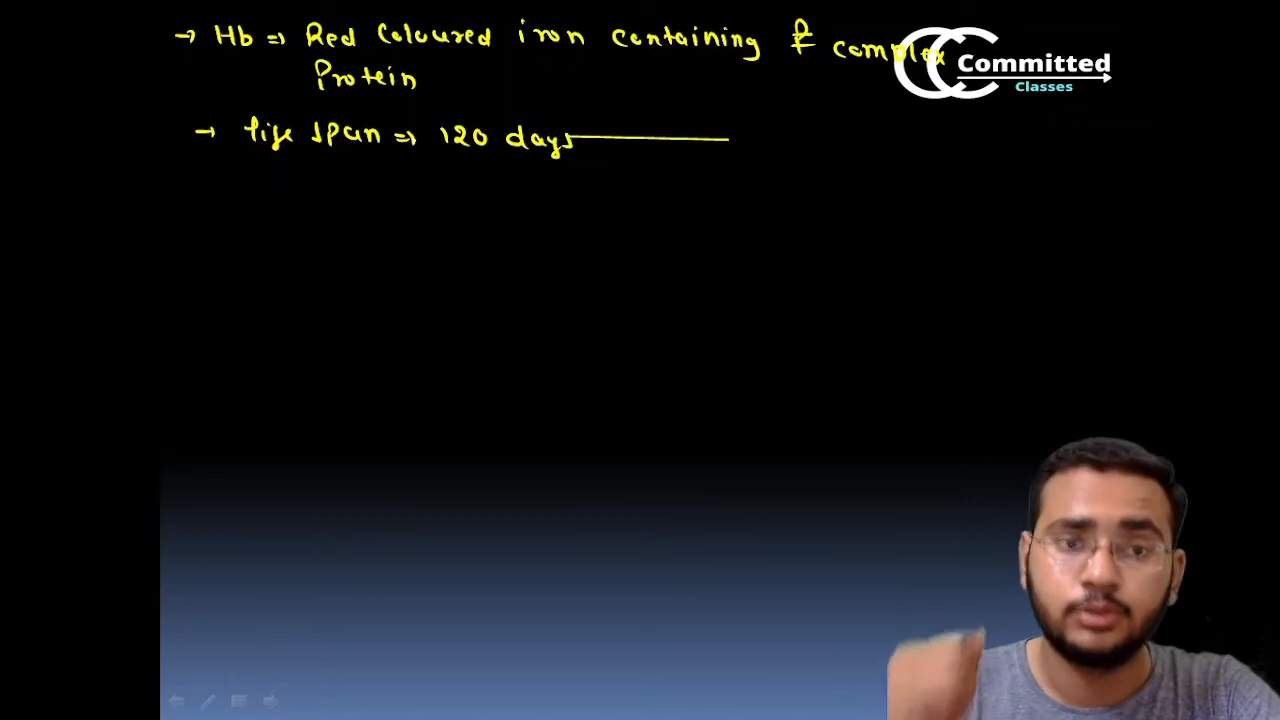 → Hb ⇒ Red Coloured iron containing complex
Protein
→ life span ⇒ 120 days
Committed
Classes